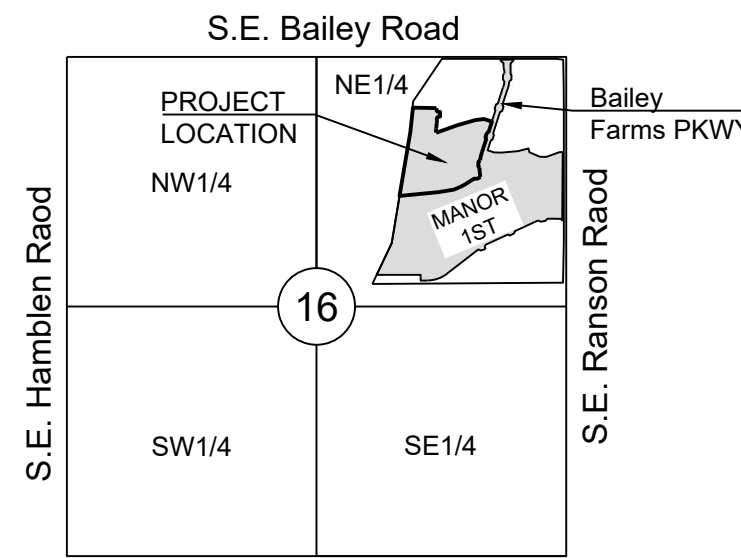 S.E. Bailey Road
NE1/4
PROJECT
LOCATION
Bailey
Farms PKWY
NW1/4
MANOR
1ST
S.E. Hamblen Raod
S.E. Ranson Raod
16
SW1/4
SE1/4